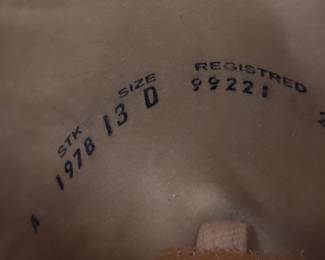 STK SIZE REGISTRED
A 1978 13 D 99221